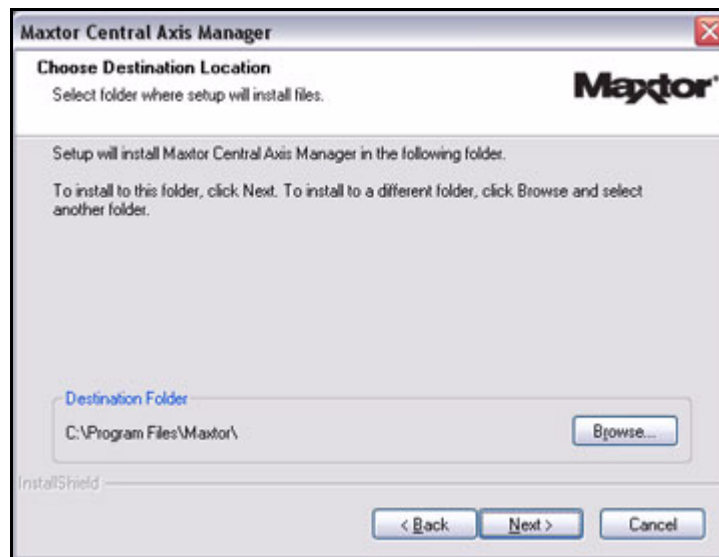 Maxtor Central Axis Manager
Choose Destination Location
Select folder where setup will install files.
Maxtor
Setup will install Maxtor Central Axis Manager in the following folder.
To install to this folder, click Next. To install to a different folder, click Browse and select
another folder.
Destination Folder
C:\Program Files\Maxtor\
Browse...
InstallShield
< Back
Next >
Cancel